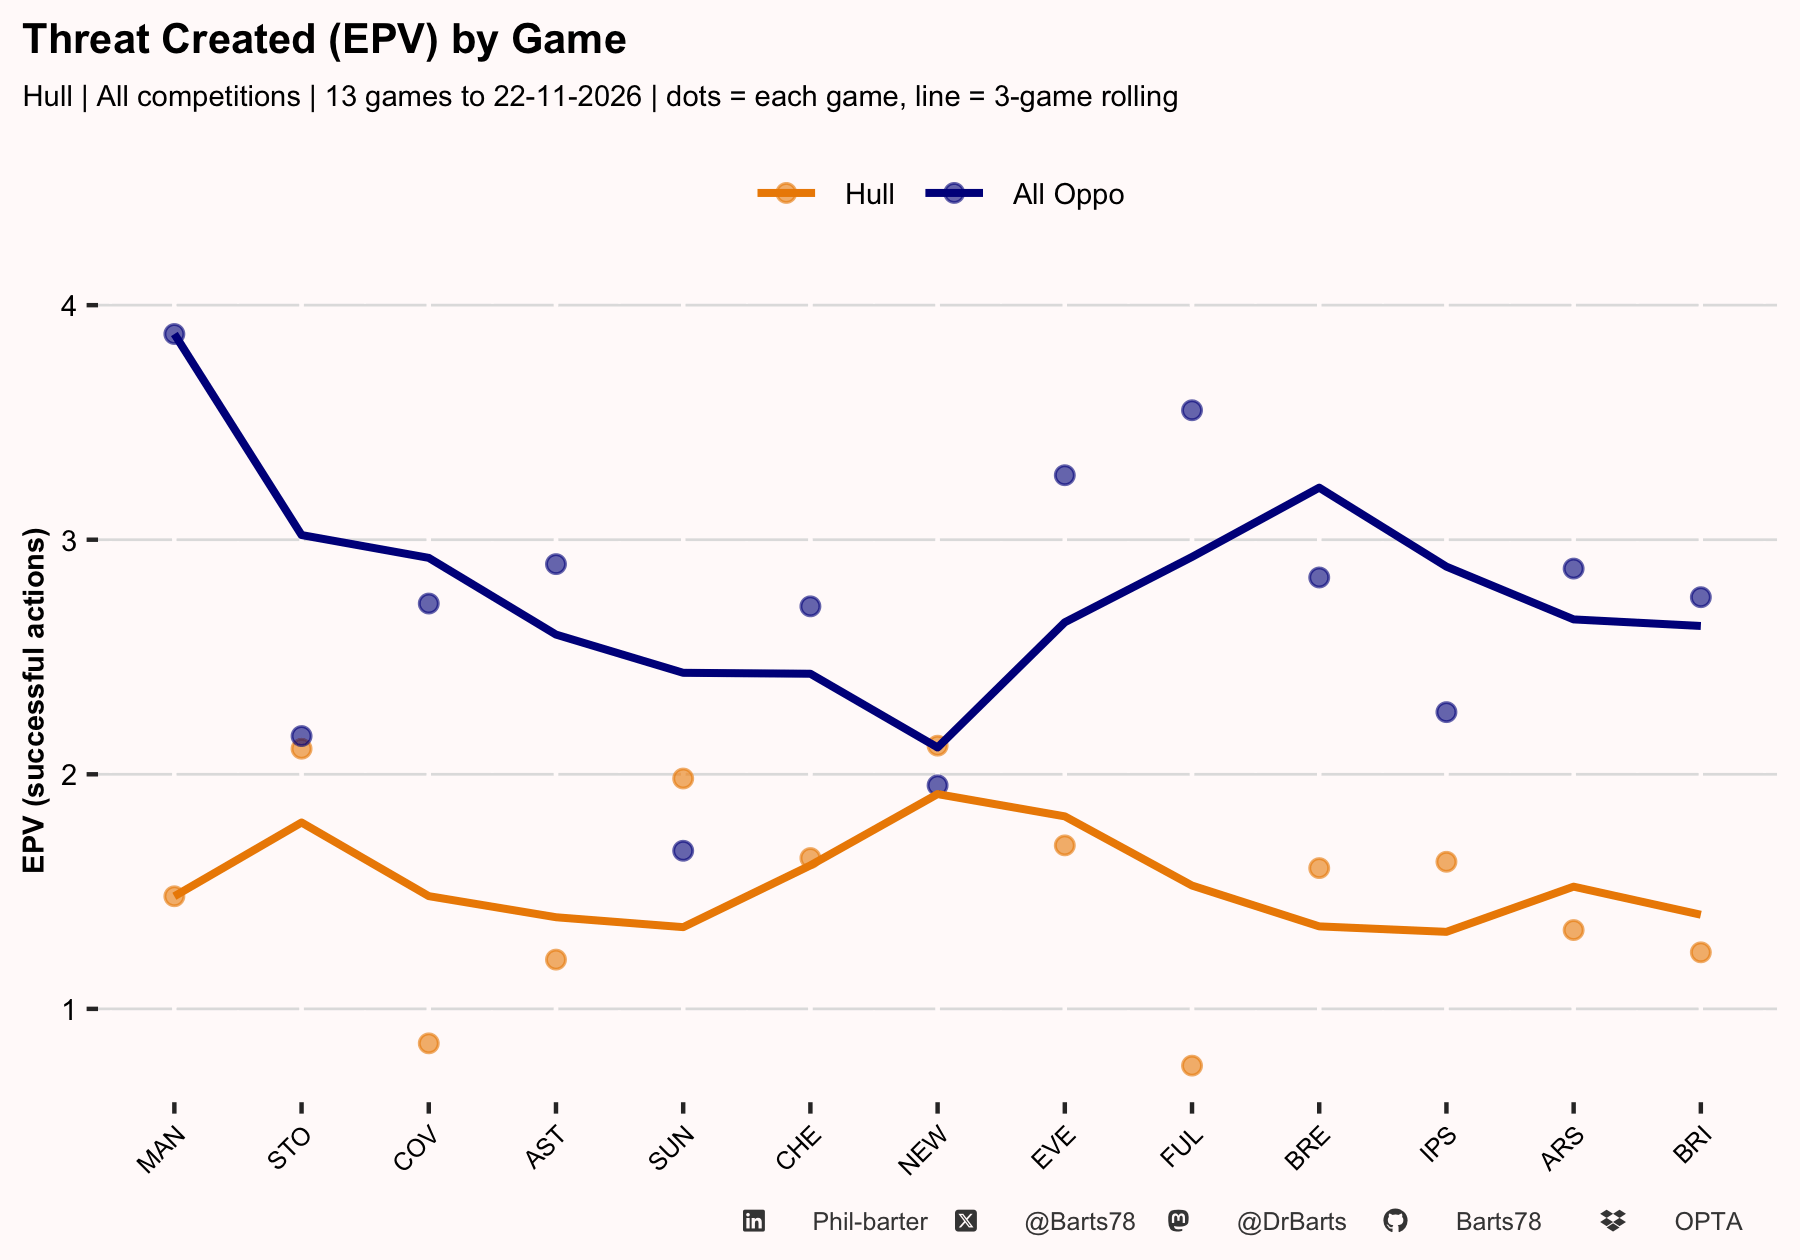 Threat Created (EPV) by Game
Hull | All competitions | 13 games to 22-11-2026 | dots = each game, line = 3-game rolling
Hull All Oppo
EPV (successful actions)
4
3
2
1
MAN STO COV AST SUN CHE NEW EVE FUL BRE IPS ARS BRI
Phil-barter @Barts78 @DrBarts Barts78 OPTA